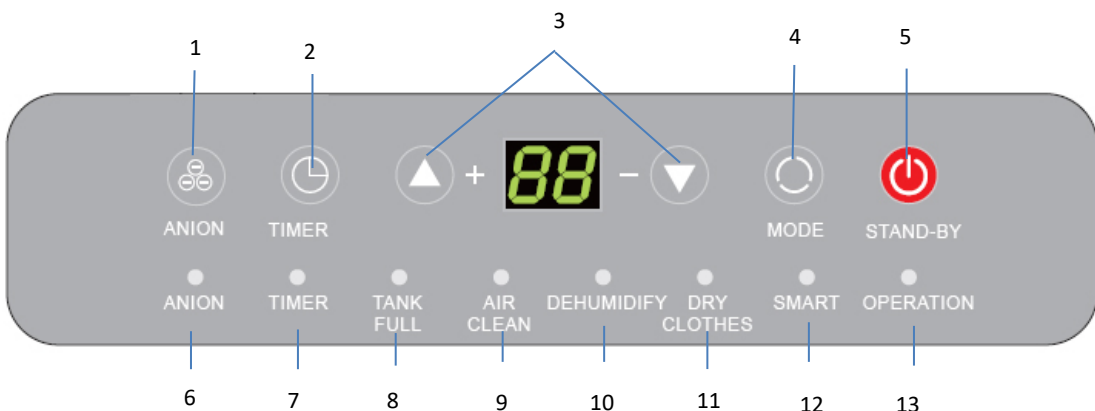 1 2 3 4 5
+ 88 −
ANION TIMER MODE STAND-BY
ANION TIMER TANK FULL AIR CLEAN DEHUMIDIFY DRY CLOTHES SMART OPERATION
6 7 8 9 10 11 12 13